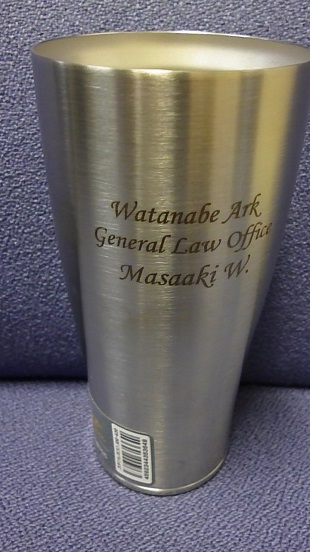 Watanabe Ark
General Law Office
Masaaki W.